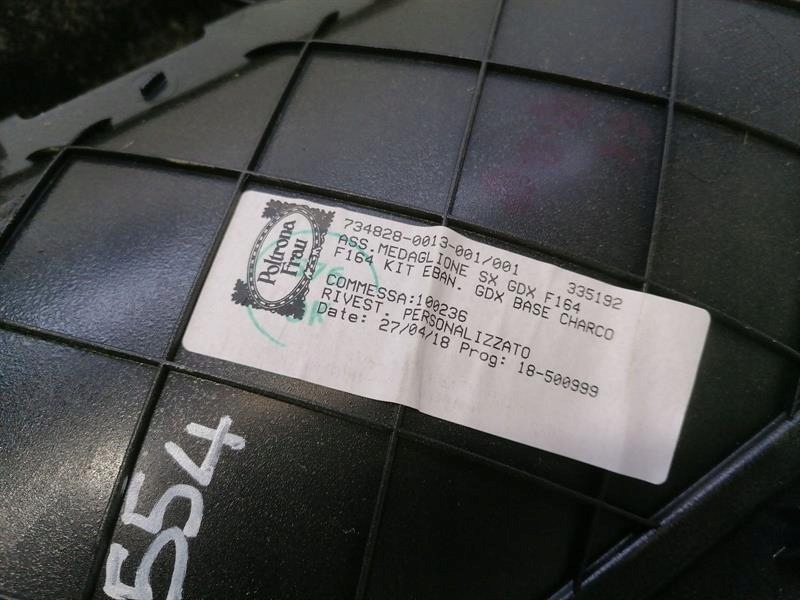 Poltrona
Frau
734828-0013-001/001
ASS.MEDAGLIONE SX GDX F164
335192
F164 KIT EBAN. GDX BASE CHARCO
COMMESSA:100236
RIVEST. PERSONALIZZATO
Date: 27/04/18 Prog: 18-500999
554